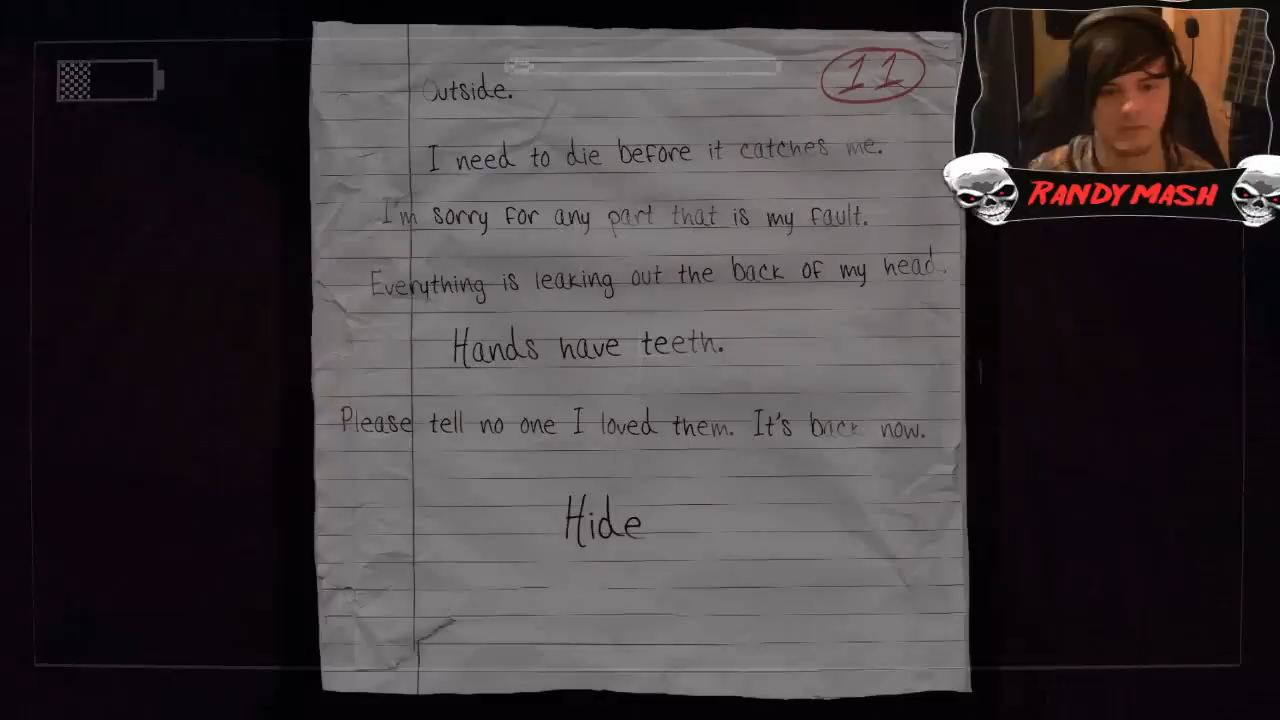 11
Outside.
I need to die before it catches me.
I'm sorry for any part that is my fault.
Everything is leaking out the back of my head.
Hands have teeth.
Please tell no one I loved them. It's back now.
Hide
RANDY MASH